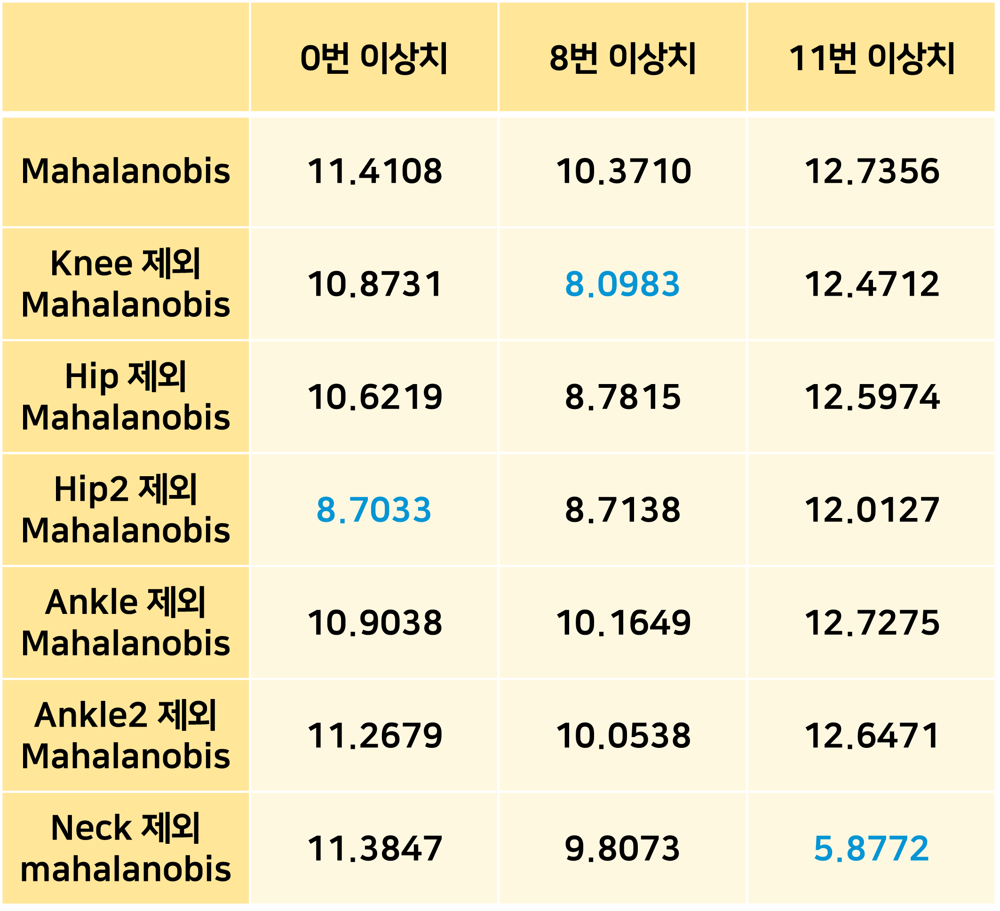 0번 이상치 8번 이상치 11번 이상치
Mahalanobis 11.4108 10.3710 12.7356
Knee 제외
Mahalanobis 10.8731 8.0983 12.4712
Hip 제외
Mahalanobis 10.6219 8.7815 12.5974
Hip2 제외
Mahalanobis 8.7033 8.7138 12.0127
Ankle 제외
Mahalanobis 10.9038 10.1649 12.7275
Ankle2 제외
Mahalanobis 11.2679 10.0538 12.6471
Neck 제외
mahalanobis 11.3847 9.8073 5.8772